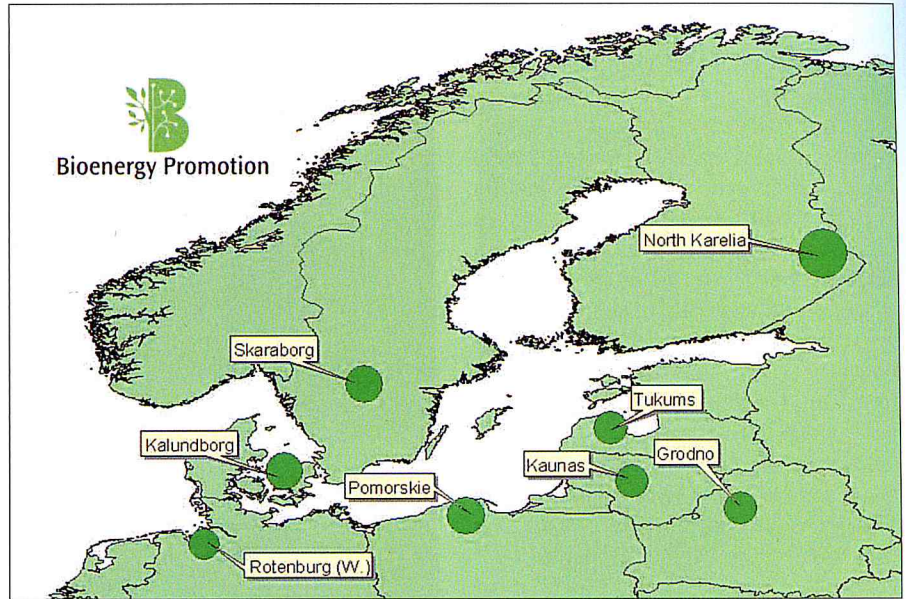 Bioenergy Promotion
North Karelia
Skaraborg
Tukums
Kalundborg
Grodno
Kaunas
Pomorskie
Rotenburg (W.)